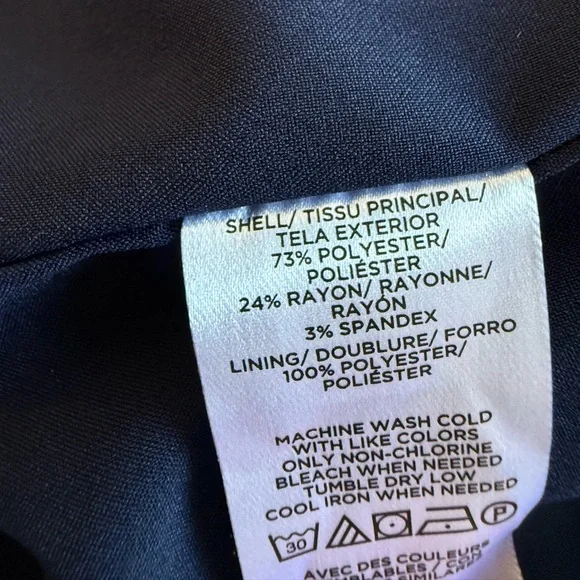 SHELL/ TISSU PRINCIPAL/
TELA EXTERIOR
73% POLYESTER/
POLIÉSTER
24% RAYON/ RAYONNE/
RAYÓN
3% SPANDEX
LINING/ DOUBLURE/ FORRO
100% POLYESTER/
POLIÉSTER
MACHINE WASH COLD
WITH LIKE COLORS
ONLY NON-CHLORINE
BLEACH WHEN NEEDED
TUMBLE DRY LOW
COOL IRON WHEN NEEDED
30 P
AVEC DES COULEURS